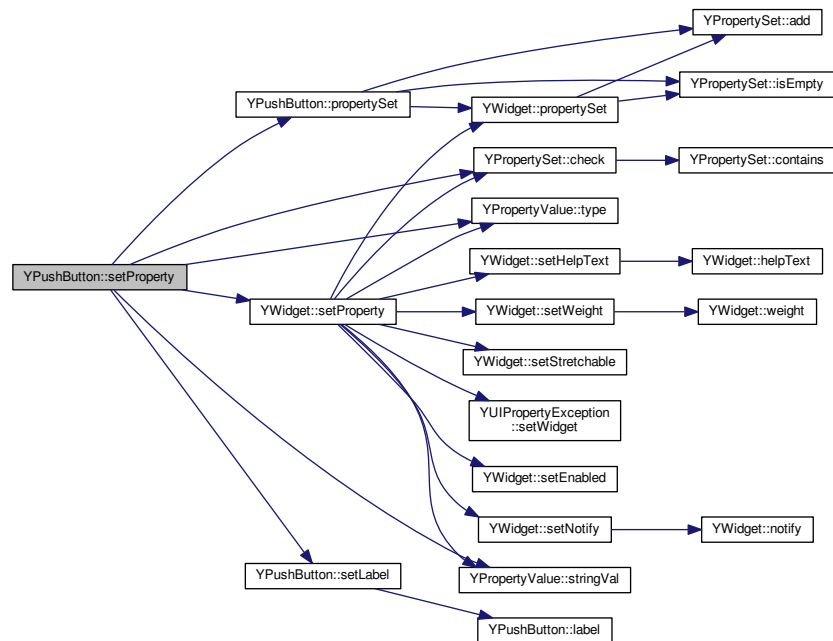 YPropertySet::add
YPropertySet::isEmpty
YPushButton::propertySet
YWidget::propertySet
YPropertySet::check
YPropertySet::contains
YPropertyValue::type
YWidget::setHelpText
YWidget::helpText
YPushButton::setProperty
YWidget::setProperty
YWidget::setWeight
YWidget::weight
YWidget::setStretchable
YUIPropertyException
::setWidget
YWidget::setEnabled
YWidget::setNotify
YWidget::notify
YPushButton::setLabel
YPropertyValue::stringVal
YPushButton::label